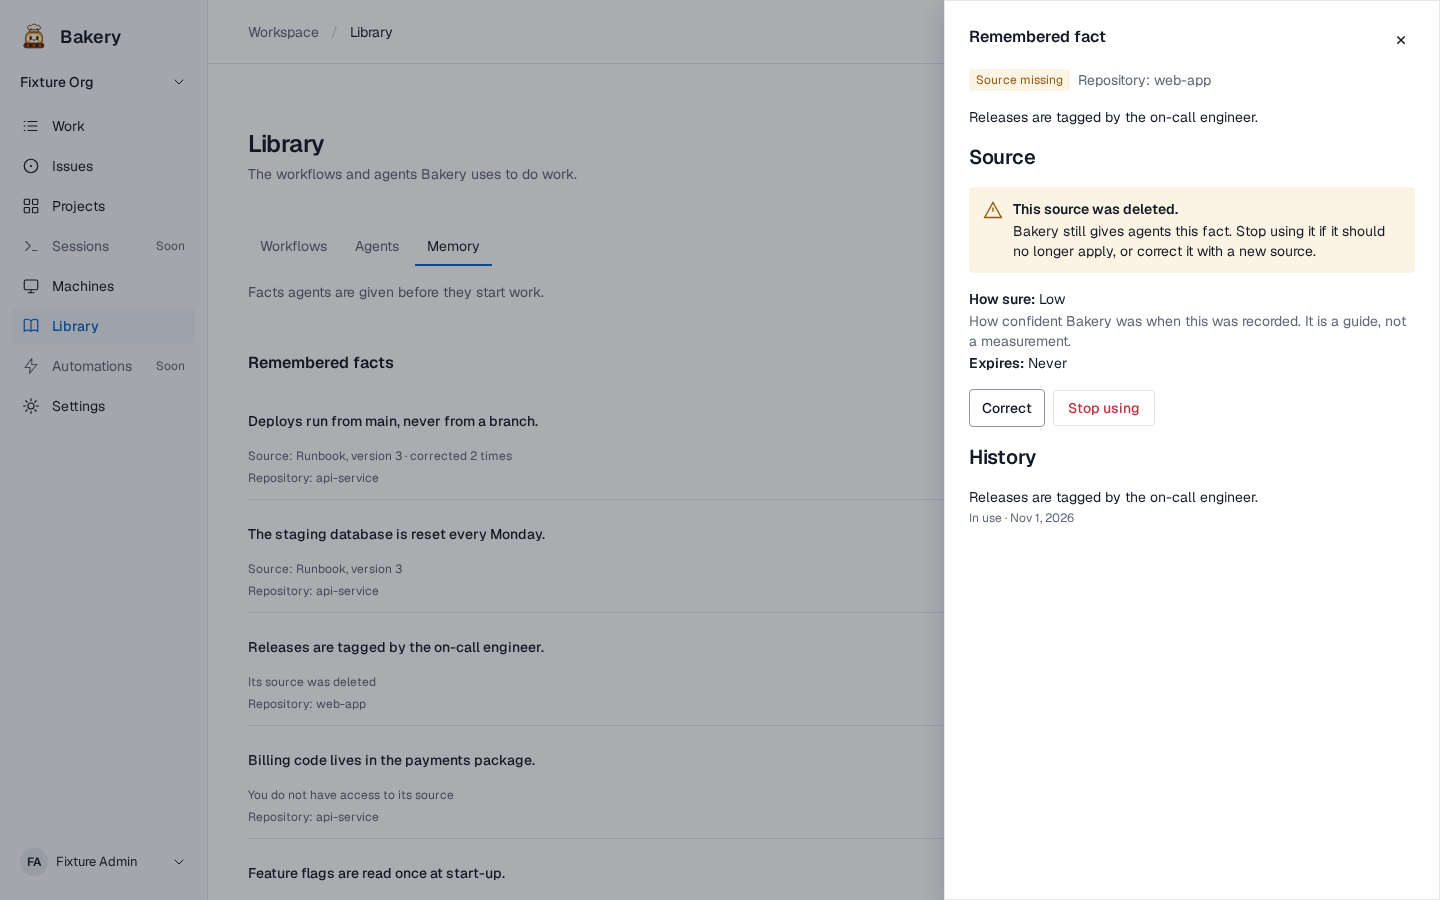 Bakery
Fixture Org
Work
Issues
Projects
Sessions Soon
Machines
Library
Automations Soon
Settings
FA Fixture Admin
Workspace / Library
Library
The workflows and agents Bakery uses to do work.
Workflows Agents Memory
Facts agents are given before they start work.
Remembered facts
Deploys run from main, never from a branch.
Source: Runbook, version 3 · corrected 2 times
Repository: api-service
The staging database is reset every Monday.
Source: Runbook, version 3
Repository: api-service
Releases are tagged by the on-call engineer.
Its source was deleted
Repository: web-app
Billing code lives in the payments package.
You do not have access to its source
Repository: api-service
Feature flags are read once at start-up.
Remembered fact
Source missing Repository: web-app
Releases are tagged by the on-call engineer.
Source
This source was deleted.
Bakery still gives agents this fact. Stop using it if it should
no longer apply, or correct it with a new source.
How sure: Low
How confident Bakery was when this was recorded. It is a guide, not
a measurement.
Expires: Never
Correct Stop using
History
Releases are tagged by the on-call engineer.
In use · Nov 1, 2026